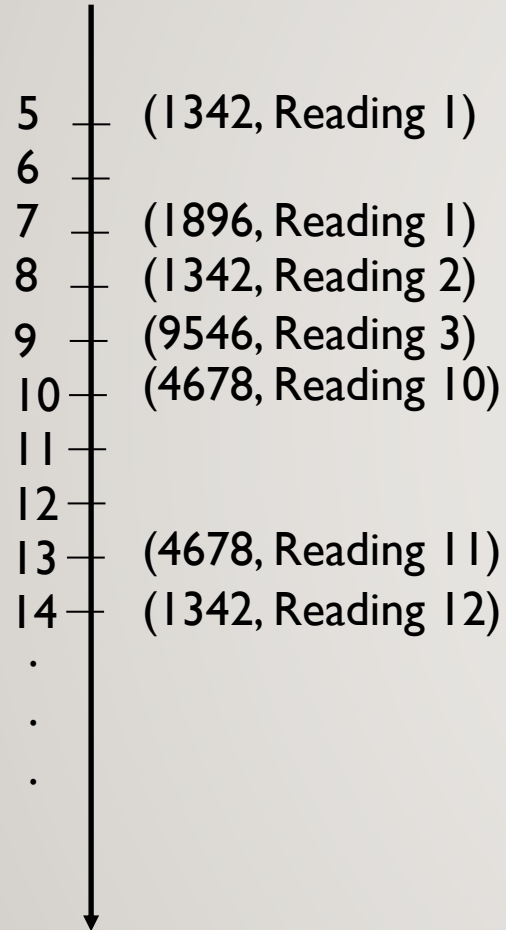 5 (1342, Reading 1)
6
7 (1896, Reading 1)
8 (1342, Reading 2)
9 (9546, Reading 3)
10 (4678, Reading 10)
11
12
13 (4678, Reading 11)
14 (1342, Reading 12)
.
.
.